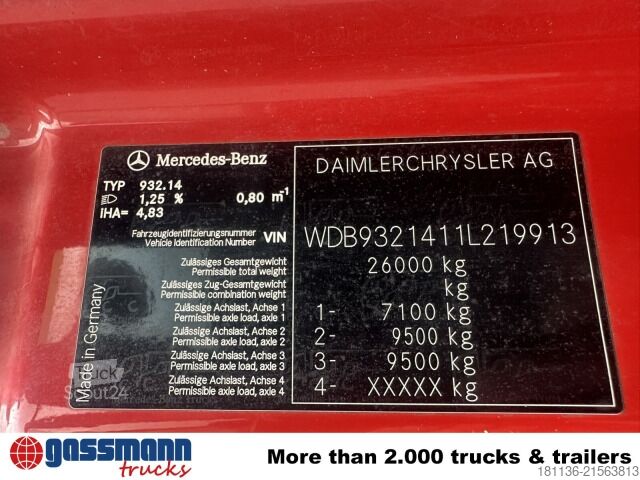 Mercedes-Benz
DAIMLERCHRYSLER AG
TYP 932.14
1,25 % 0,80 m-1
iHA= 4,83
Fahrzeugidentifizierungsnummer
Vehicle Identification Number VIN WDB9321411L219913
Zulässiges Gesamtgewicht
Permissible total weight 26000 kg
Zulässiges Zug-Gesamtgewicht
Permissible combination weight kg
Zulässige Achslast, Achse 1
Permissible axle load, axle 1 1- 7100 kg
Zulässige Achslast, Achse 2
Permissible axle load, axle 2 2- 9500 kg
Zulässige Achslast, Achse 3
Permissible axle load, axle 3 3- 9500 kg
Zulässige Achslast, Achse 4
Permissible axle load, axle 4 4- XXXXX kg
Made in Germany
Truck
Scout24
gassmann
trucks
More than 2.000 trucks & trailers
181136-21563813